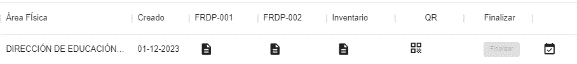 Área Física Creado FRDP-001 FRDP-002 Inventario QR Finalizar
DIRECCIÓN DE EDUCACIÓN... 01-12-2023 Finalizar